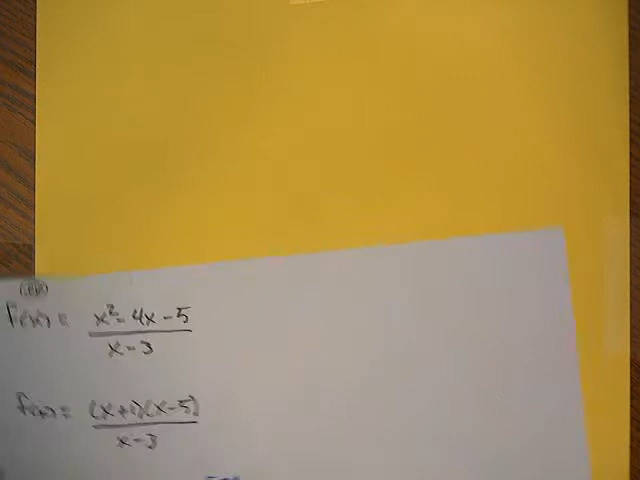 f(x) = x² - 4x - 5
x - 3
f(x) = (x+1)(x-5)
x - 3